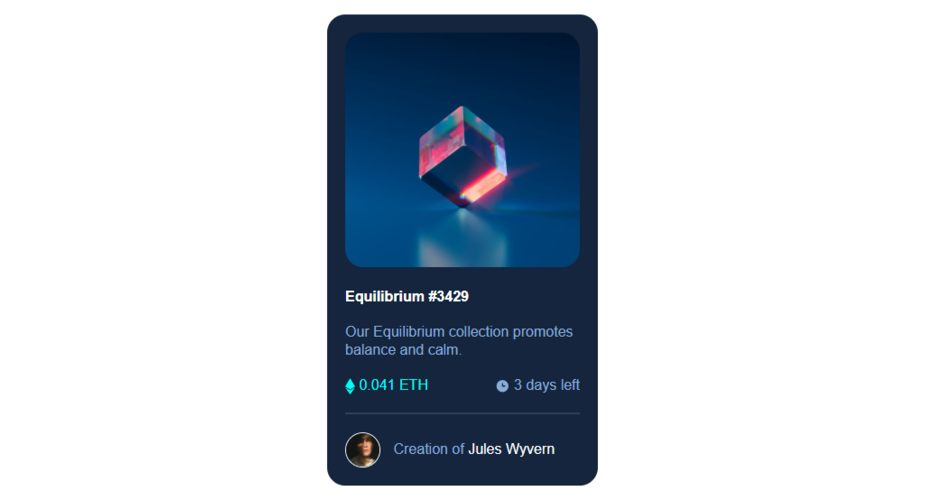 Equilibrium #3429
Our Equilibrium collection promotes
balance and calm.
0.041 ETH
3 days left
Creation of Jules Wyvern